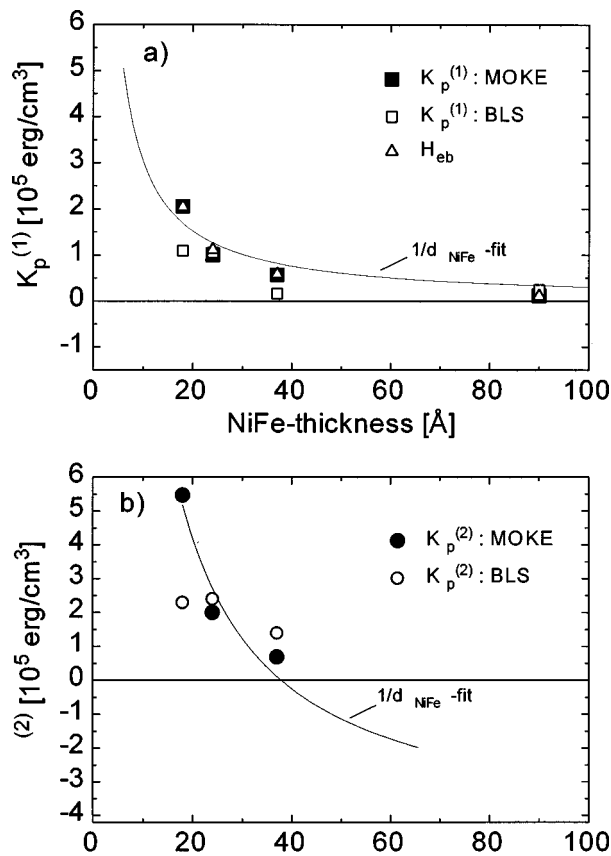 a)
6
5
4
3
2
1
0
-1
K_p^(1) [10^5 erg/cm^3]
■ K_p^(1) : MOKE
□ K_p^(1) : BLS
△ H_eb
1/d_NiFe -fit
0 20 40 60 80 100
NiFe-thickness [Å]
b)
6
5
4
3
2
1
0
-1
-2
-3
-4
^(2) [10^5 erg/cm^3]
● K_p^(2) : MOKE
○ K_p^(2) : BLS
1/d_NiFe -fit
0 20 40 60 80 100